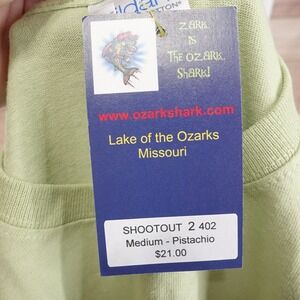 COTTON®
Zark
IS
The Ozark
Shark!
www.ozarkshark.com
Lake of the Ozarks
Missouri
SHOOTOUT 2 402
Medium - Pistachio
$21.00